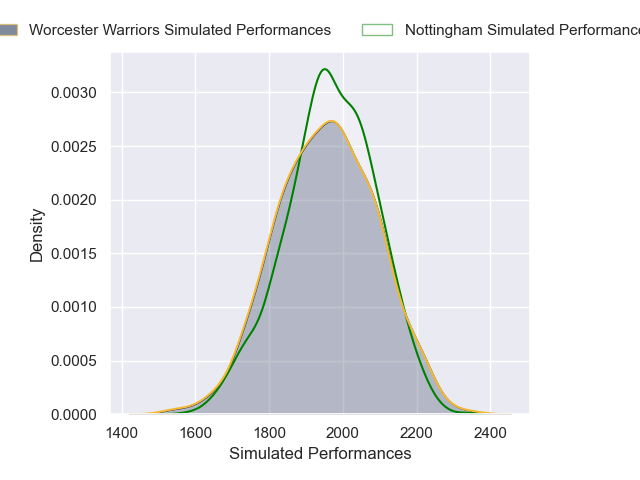 Worcester Warriors Simulated Performances
Nottingham Simulated Performance
0.0030
0.0025
0.0020
0.0015
0.0010
0.0005
0.0000
Density
1400 1600 1800 2000 2200 2400
Simulated Performances